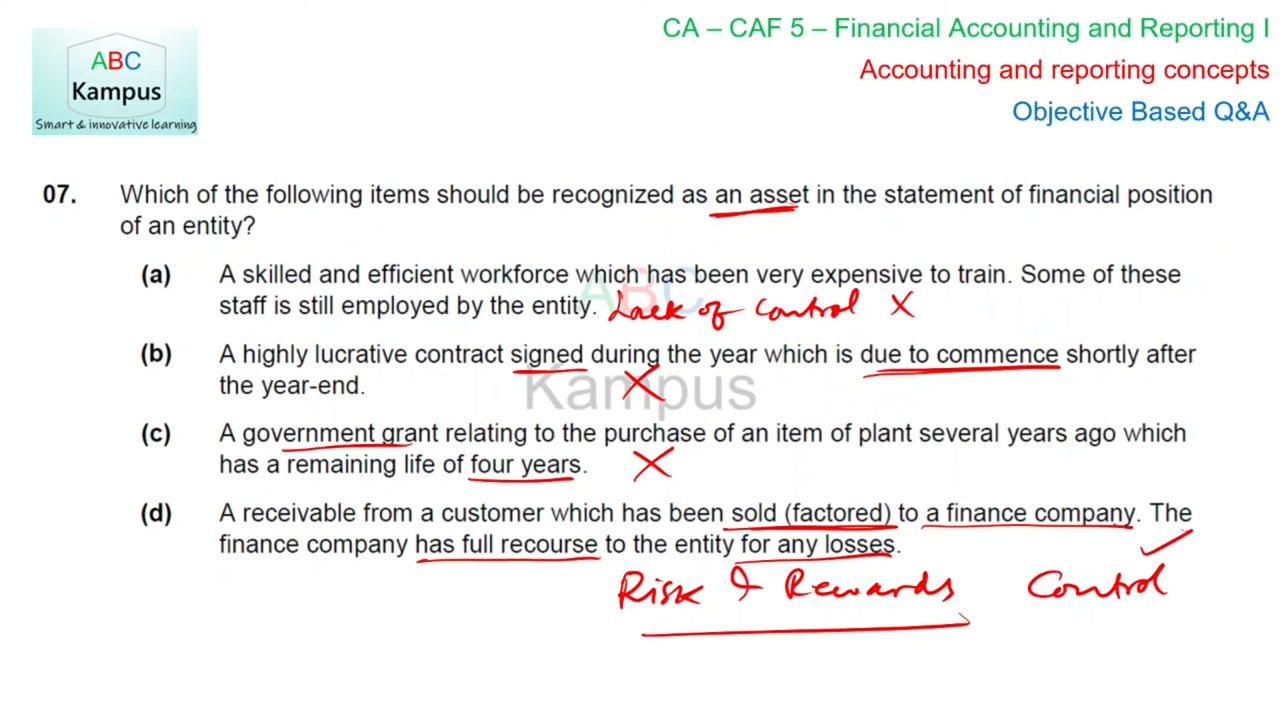 ABC
Kampus
Smart & innovative learning
CA – CAF 5 – Financial Accounting and Reporting I
Accounting and reporting concepts
Objective Based Q&A
07. Which of the following items should be recognized as an asset in the statement of financial position
of an entity?
(a) A skilled and efficient workforce which has been very expensive to train. Some of these
staff is still employed by the entity. Lack of control X
(b) A highly lucrative contract signed during the year which is due to commence shortly after
the year-end. X
(c) A government grant relating to the purchase of an item of plant several years ago which
has a remaining life of four years. X
(d) A receivable from a customer which has been sold (factored) to a finance company. The
finance company has full recourse to the entity for any losses. ✓
Risk & Rewards Control
ABC
Kampus